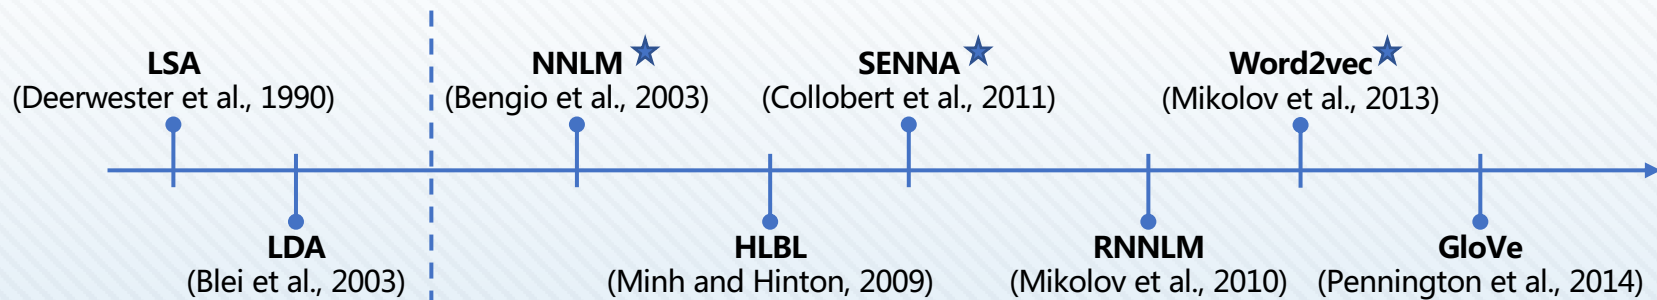 LSA
(Deerwester et al., 1990)
NNLM
(Bengio et al., 2003)
SENNA
(Collobert et al., 2011)
Word2vec
(Mikolov et al., 2013)
LDA
(Blei et al., 2003)
HLBL
(Minh and Hinton, 2009)
RNNLM
(Mikolov et al., 2010)
GloVe
(Pennington et al., 2014)